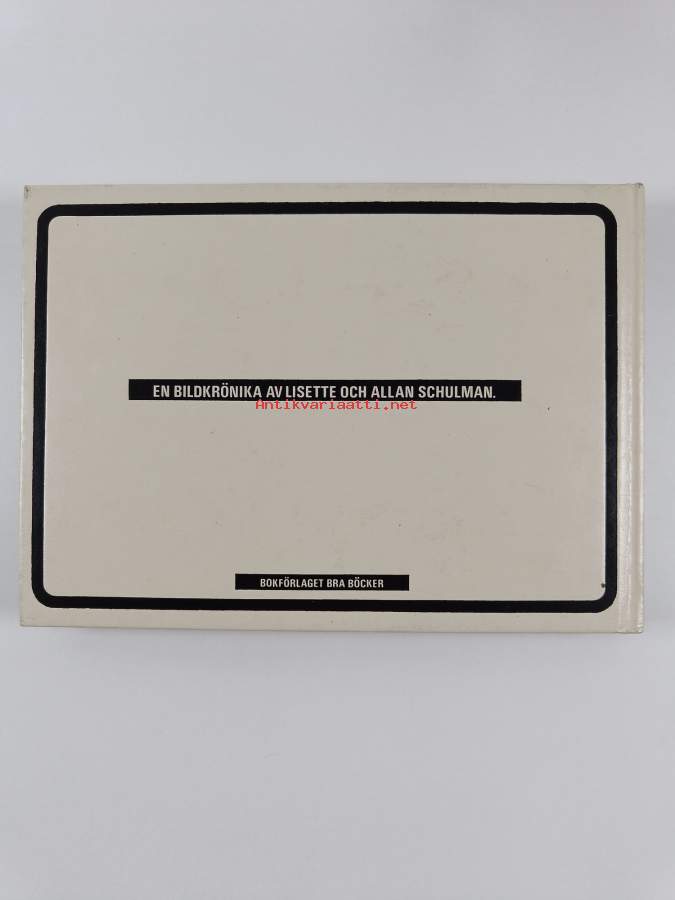 EN BILDKRÖNIKA AV LISETTE OCH ALLAN SCHULMAN.
Antikvariaatti.net
BOKFÖRLAGET BRA BÖCKER